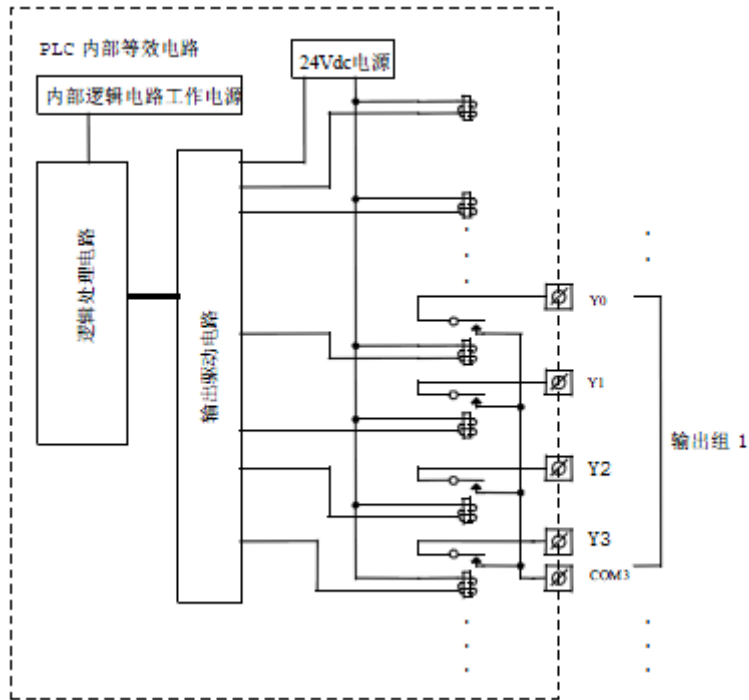 PLC 内部等效电路
24Vdc电源
内部逻辑电路工作电源
逻辑处理电路
输出驱动电路
Y0
Y1
输出组 1
Y2
Y3
COM3